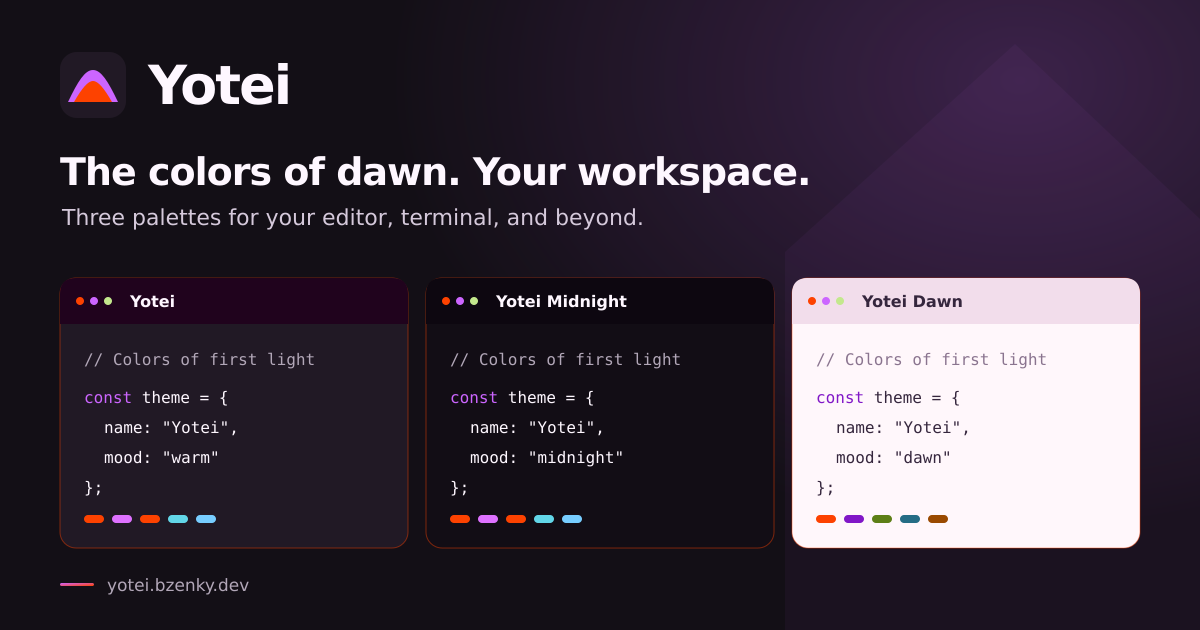 Yotei
The colors of dawn. Your workspace.
Three palettes for your editor, terminal, and beyond.
Yotei
// Colors of first light
const theme = {
name: "Yotei",
mood: "warm"
};
Yotei Midnight
// Colors of first light
const theme = {
name: "Yotei",
mood: "midnight"
};
Yotei Dawn
// Colors of first light
const theme = {
name: "Yotei",
mood: "dawn"
};
yotei.bzenky.dev